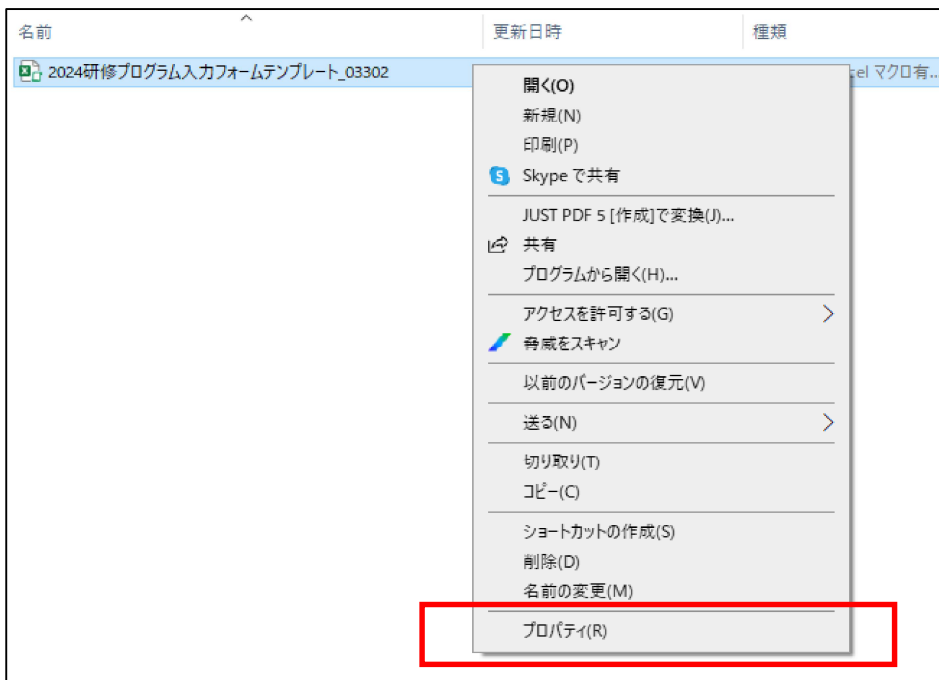 名前 更新日時 種類
2024研修プログラム入力フォームテンプレート_03302
cel マクロ有...
開く(O)
新規(N)
印刷(P)
Skype で共有
JUST PDF 5 [作成]で変換(J)...
共有
プログラムから開く(H)...
アクセスを許可する(G)
脅威をスキャン
以前のバージョンの復元(V)
送る(N)
切り取り(T)
コピー(C)
ショートカットの作成(S)
削除(D)
名前の変更(M)
プロパティ(R)